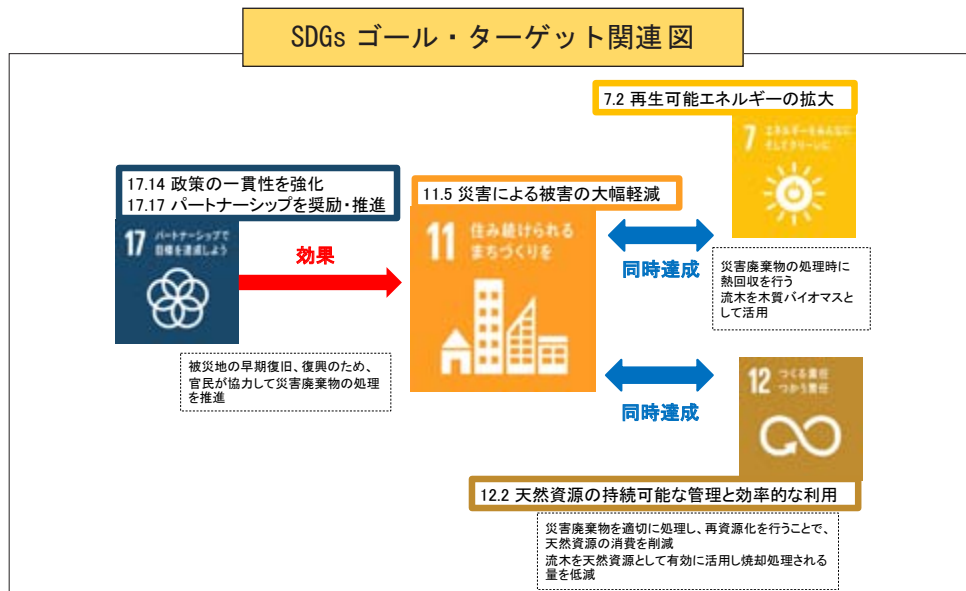 SDGs ゴール・ターゲット関連図
7.2 再生可能エネルギーの拡大
7 エネルギーをみんなに
そしてクリーンに
17.14 政策の一貫性を強化
17.17 パートナーシップを奨励・推進
17 パートナーシップで
目標を達成しよう
効果
被災地の早期復旧、復興のため、
官民が協力して災害廃棄物の処理
を推進
11.5 災害による被害の大幅軽減
11 住み続けられる
まちづくりを
同時達成
災害廃棄物の処理時に
熱回収を行う
流木を木質バイオマスと
して活用
同時達成
12 つくる責任
つかう責任
12.2 天然資源の持続可能な管理と効率的な利用
災害廃棄物を適切に処理し、再資源化を行うことで、
天然資源の消費を削減
流木を天然資源として有効に活用し焼却処理される
量を低減